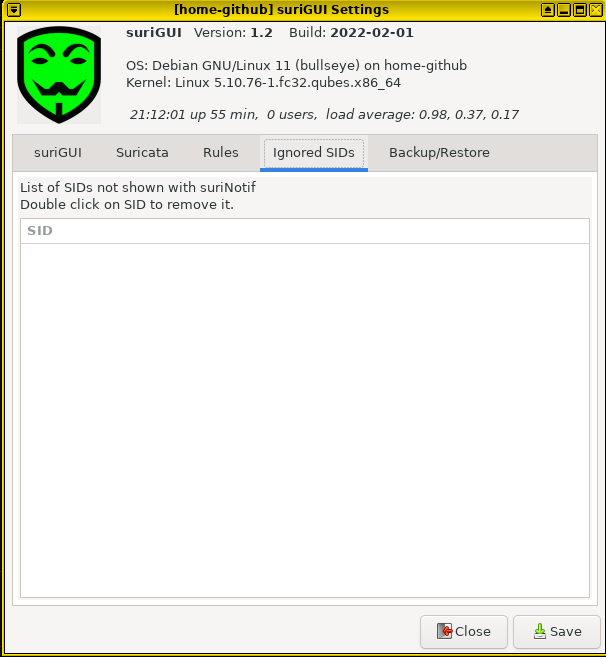 [home-github] suriGUI Settings
suriGUI Version: 1.2 Build: 2022-02-01
OS: Debian GNU/Linux 11 (bullseye) on home-github
Kernel: Linux 5.10.76-1.fc32.qubes.x86_64
21:12:01 up 55 min, 0 users, load average: 0.98, 0.37, 0.17
suriGUI Suricata Rules Ignored SIDs Backup/Restore
List of SIDs not shown with suriNotif
Double click on SID to remove it.
SID
Close Save